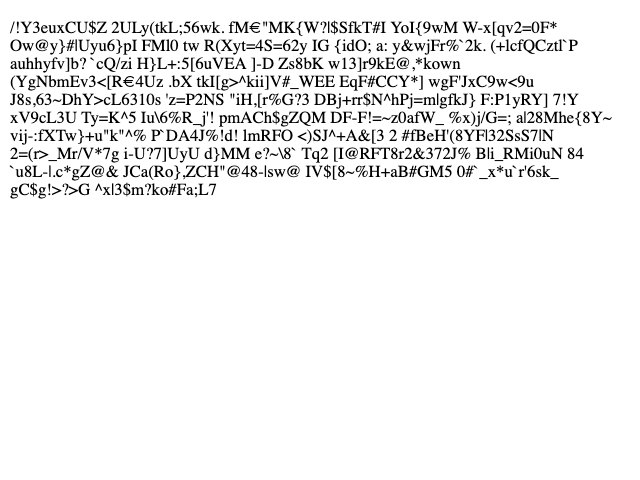 /!Y3euxCU$Z 2ULy(tkL;56wk. fM€"MK{W?l$SfkT#I YoI{9wM W-x[qv2=0F*
Ow@y}#|Uyu6}pI FMl0 tw R(Xyt=4S=62y IG {idO; a: y&wjFr%`2k. (+lcfQCztl`P
auhhyfv]b?`cQ/zi H}L+:5[6uVEA ]-D Zs8bK w13]r9kE@,*kown
(YgNbmEv3<[R€4Uz .bX tkI[g>^kii]V#_WEE EqF#CCY*] wgF'JxC9w<9u
J8s,63~DhY>cL6310s 'z=P2NS "iH,[r%G?3 DBj+rr$N^hPj=m|gfkJ} F:P1yRY] 7!Y
xV9cL3U Ty=K^5 Iu\6%R_j'! pmACh$gZQM DF-F!=~z0afW_ %x)j/G=; a|28Mhe{8Y~
vij-:fXTw}+u"k"^% P`DA4J%!d! lmRFO <)SJ^+A&[3 2 #fBeH'(8YF|32SsS7|N
2=(r>_Mr/V*7g i-U?7]UyU d}MM e?~\8` Tq2 [I@RFT8r2&372J% B|i_RMi0uN 84
`u8L-|.c*gZ@& JCa(Ro},ZCH"@48-|sw@ IV$[8~%H+aB#GM5 0#`_x*u`r'6sk_
gC$g!>?>G ^x|3$m?ko#Fa;L7